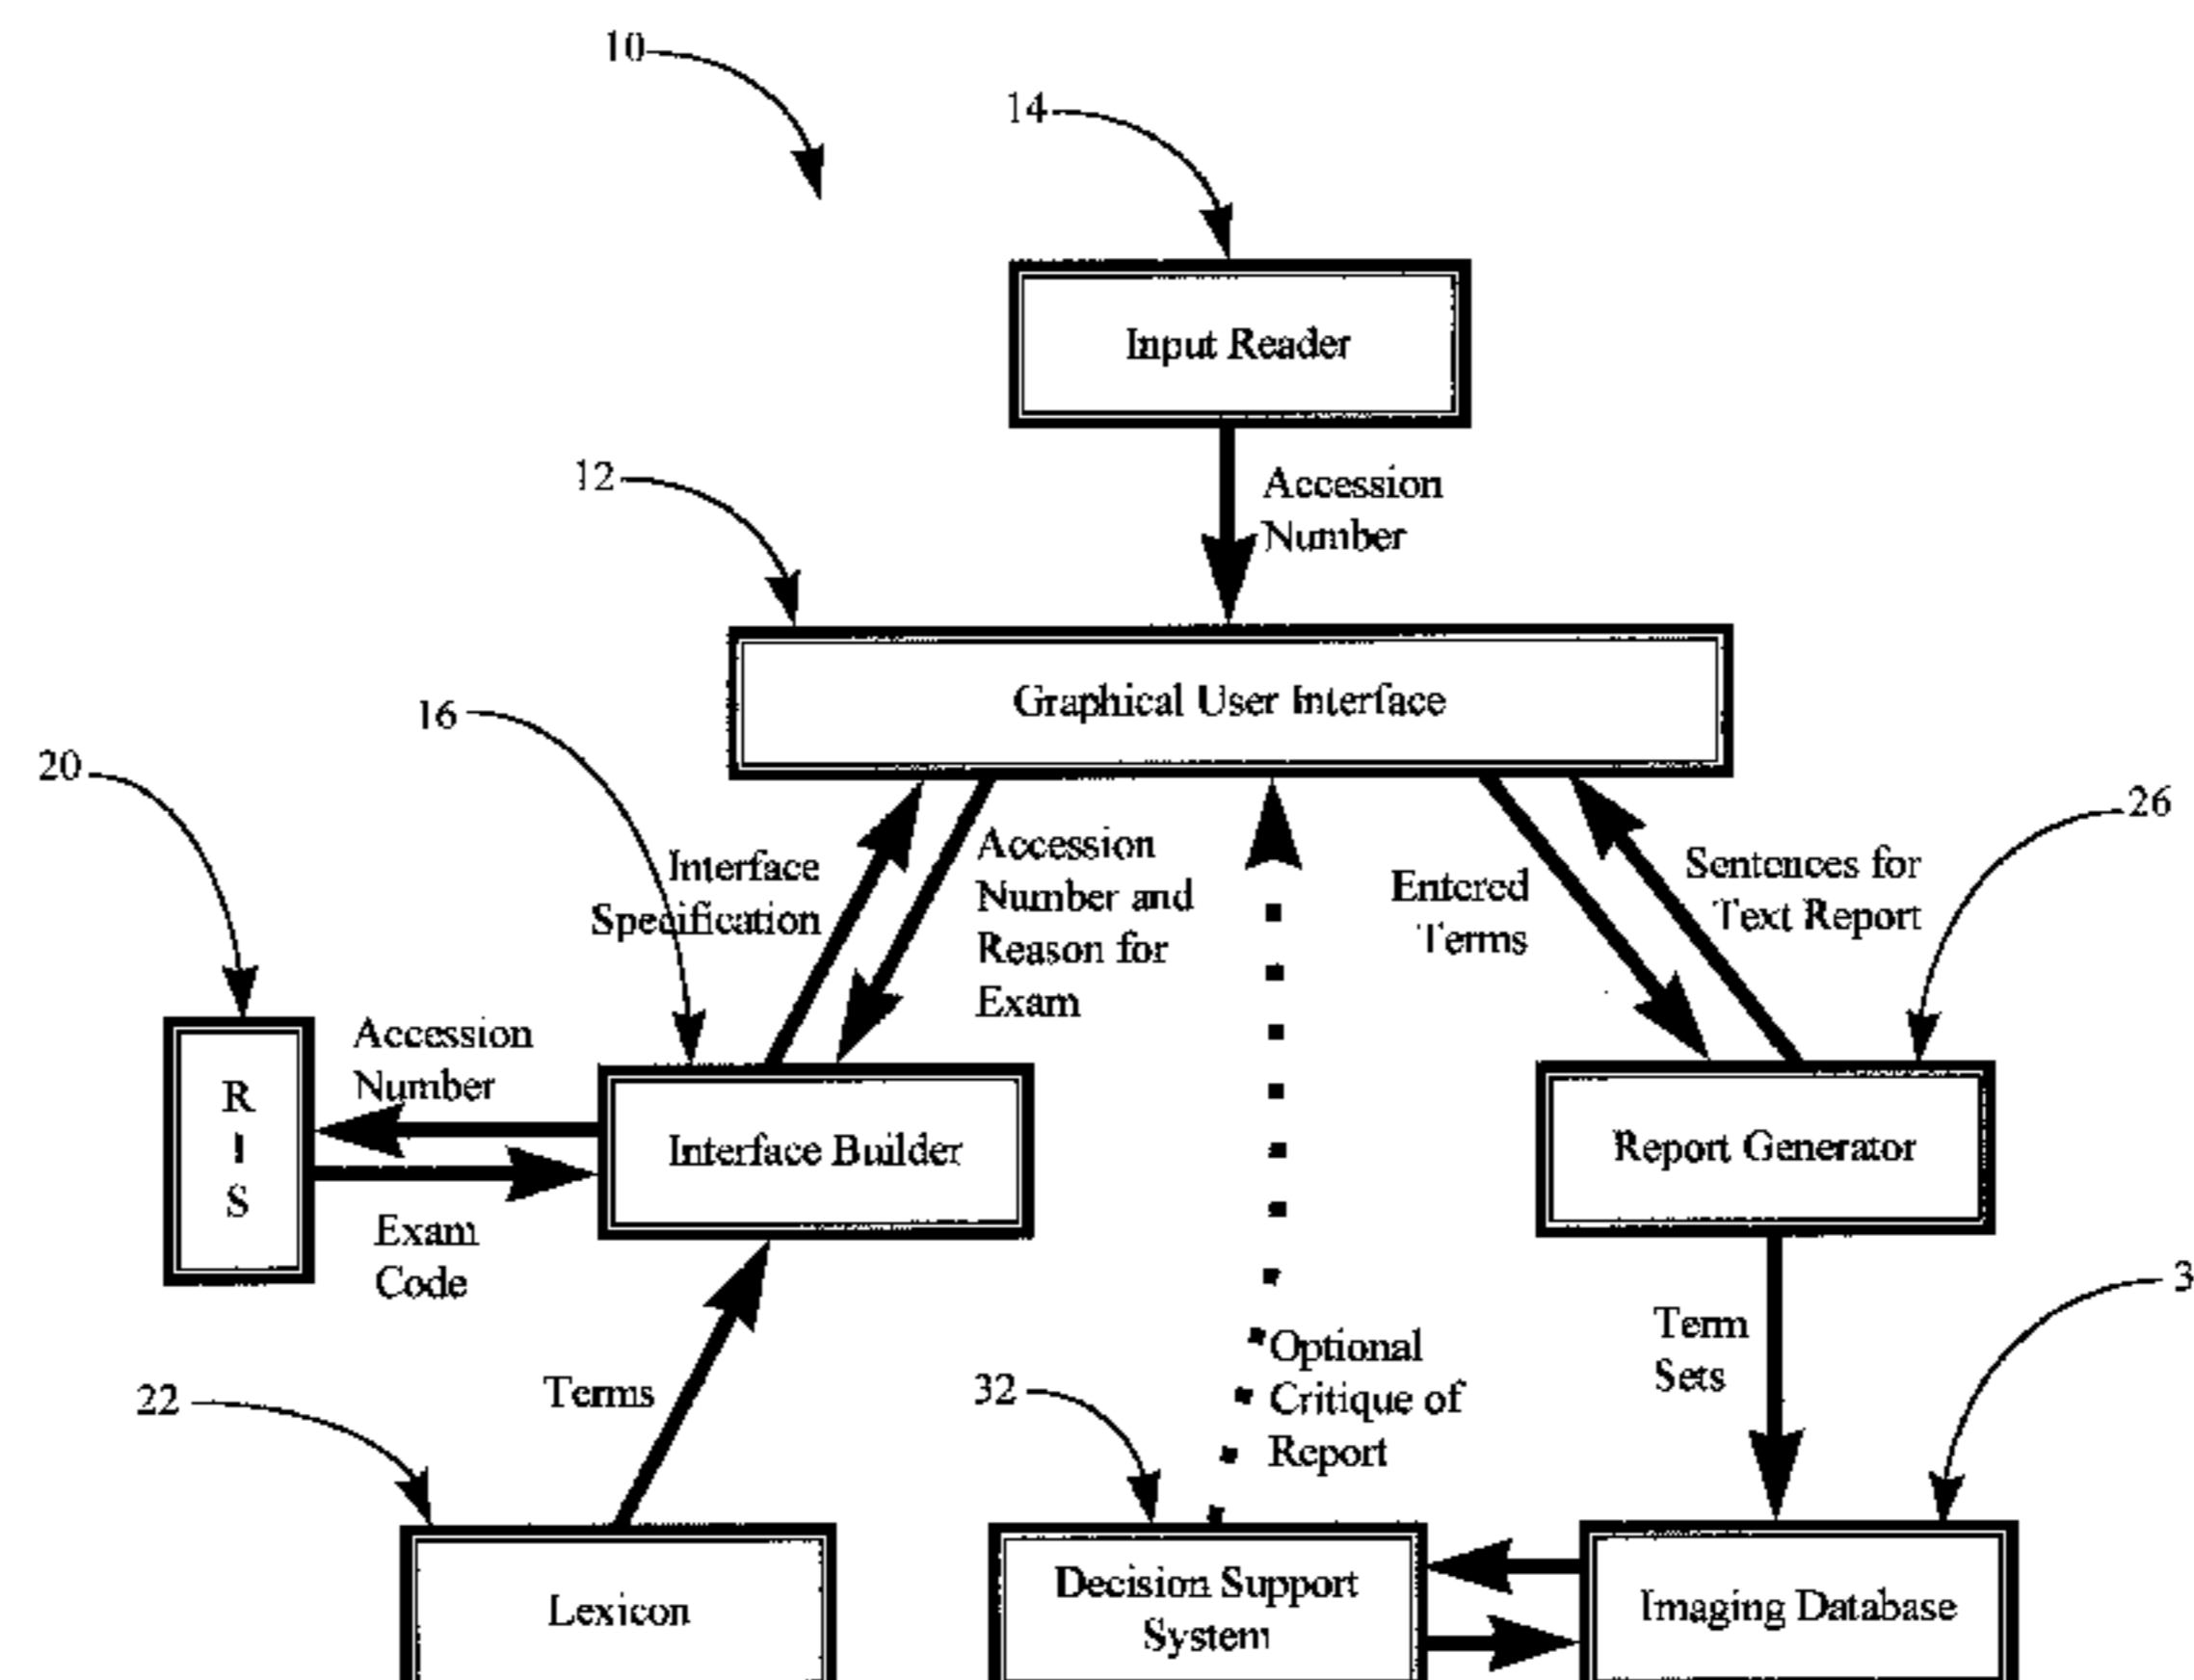 10
14
Input Reader
12
Accession
Number
Graphical User Interface
16
20
26
Interface
Specification
Accession
Number and
Reason for
Exam
Entered
Terms
Sentences for
Text Report
R
I
S
Accession
Number
Interface Builder
Report Generator
Exam
Code
3
Term
Sets
Terms
22
32
Optional
Critique of
Report
Lexicon
Decision Support
System
Imaging Database